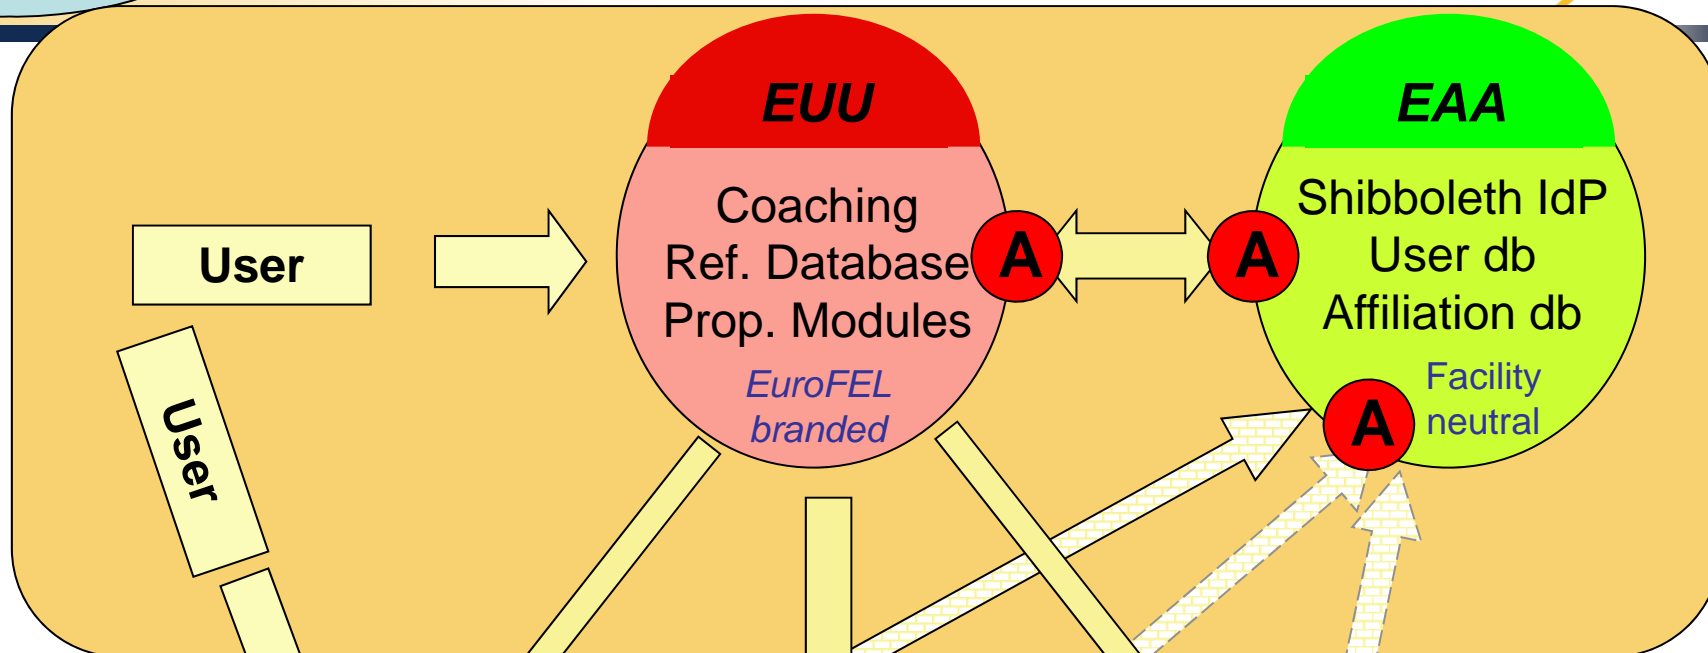 EUU
EAA
Coaching
Ref. Database
Prop. Modules
EuroFEL
branded
Shibboleth IdP
User db
Affiliation db
Facility
neutral
User
User
A
A
A